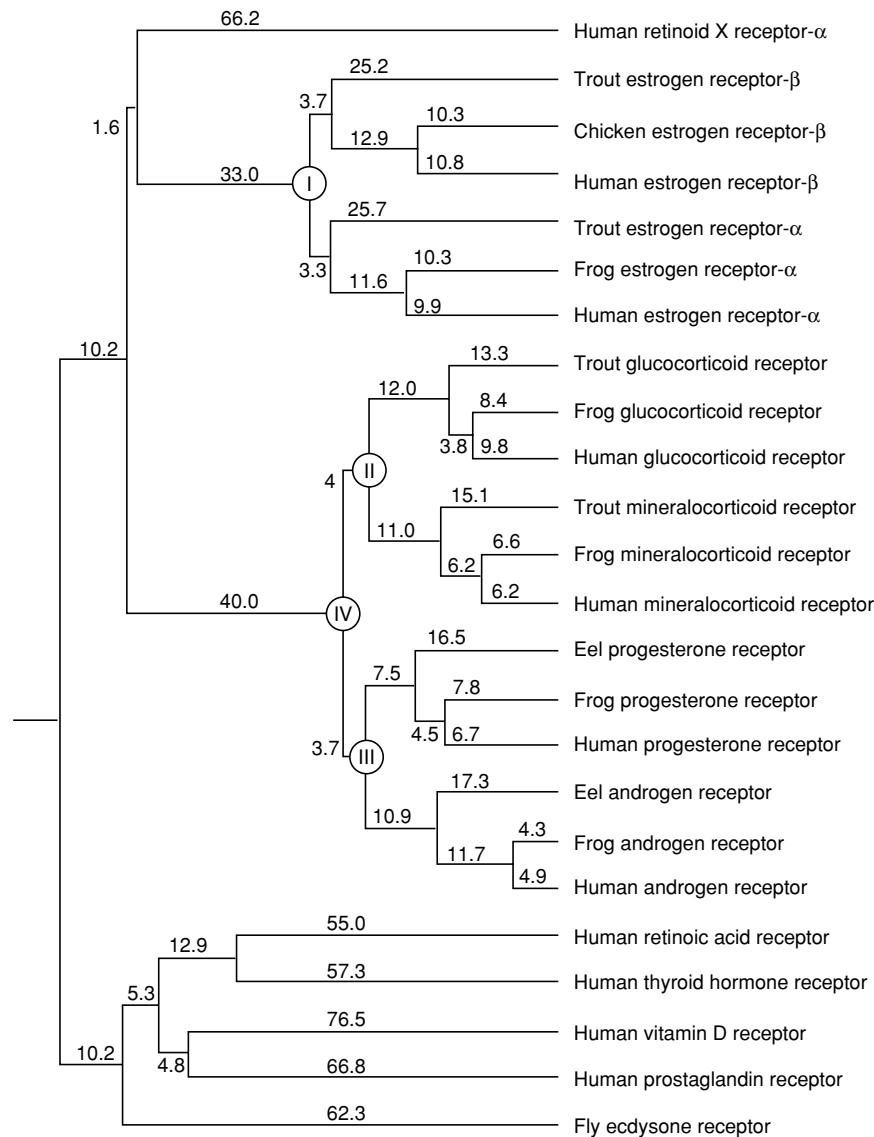 66.2
Human retinoid X receptor-α
25.2
Trout estrogen receptor-β
3.7
1.6
10.3
Chicken estrogen receptor-β
12.9
10.8
Human estrogen receptor-β
33.0
I
25.7
Trout estrogen receptor-α
3.3
10.3
Frog estrogen receptor-α
11.6
9.9
Human estrogen receptor-α
10.2
13.3
Trout glucocorticoid receptor
12.0
8.4
Frog glucocorticoid receptor
3.8
9.8
Human glucocorticoid receptor
4
II
15.1
Trout mineralocorticoid receptor
11.0
6.6
Frog mineralocorticoid receptor
6.2
6.2
Human mineralocorticoid receptor
40.0
IV
16.5
Eel progesterone receptor
7.5
7.8
Frog progesterone receptor
4.5
6.7
Human progesterone receptor
3.7
III
17.3
Eel androgen receptor
10.9
4.3
Frog androgen receptor
11.7
4.9
Human androgen receptor
55.0
Human retinoic acid receptor
12.9
57.3
Human thyroid hormone receptor
5.3
76.5
Human vitamin D receptor
10.2
4.8
66.8
Human prostaglandin receptor
62.3
Fly ecdysone receptor